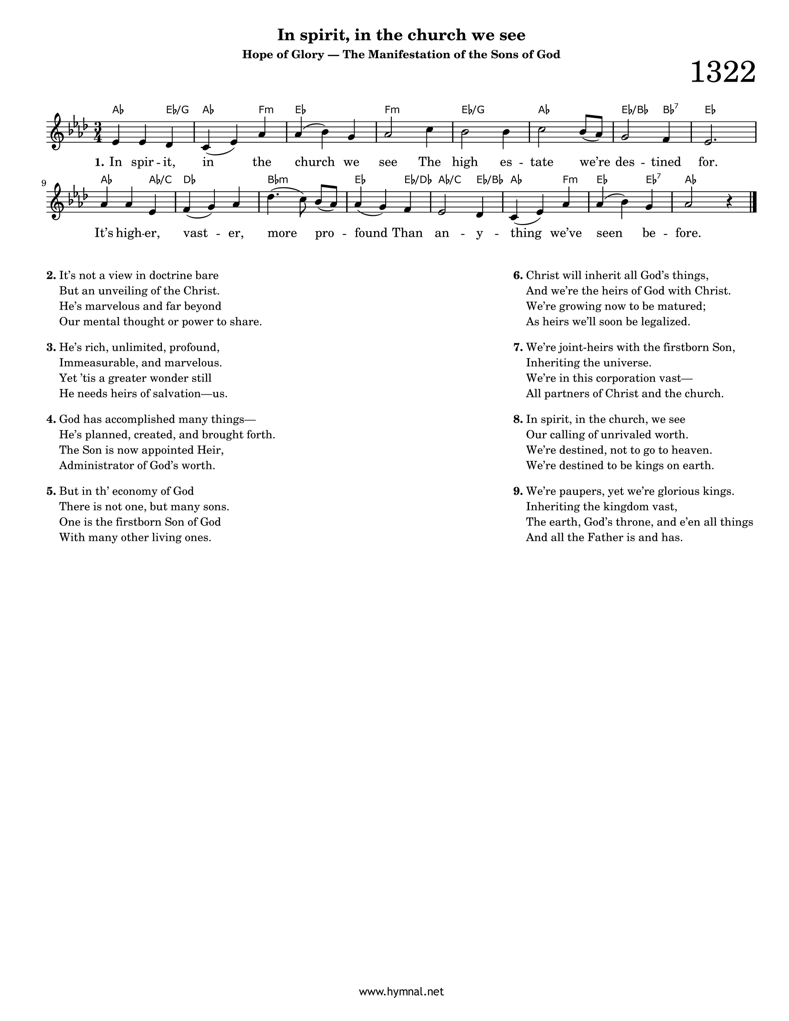 In spirit, in the church we see
Hope of Glory — The Manifestation of the Sons of God
1322
A♭ E♭/G A♭ Fm E♭ Fm E♭/G A♭ E♭/B♭ B♭7 E♭
1. In spir - it, in the church we see The high es - tate we're des - tined for.
9 A♭ A♭/C D♭ B♭m E♭ E♭/D♭ A♭/C E♭/B♭ A♭ Fm E♭ E♭7 A♭
It's high-er, vast - er, more pro - found Than an - y - thing we've seen be - fore.
2. It's not a view in doctrine bare
But an unveiling of the Christ.
He's marvelous and far beyond
Our mental thought or power to share.
3. He's rich, unlimited, profound,
Immeasurable, and marvelous.
Yet 'tis a greater wonder still
He needs heirs of salvation—us.
4. God has accomplished many things—
He's planned, created, and brought forth.
The Son is now appointed Heir,
Administrator of God's worth.
5. But in th' economy of God
There is not one, but many sons.
One is the firstborn Son of God
With many other living ones.
6. Christ will inherit all God's things,
And we're the heirs of God with Christ.
We're growing now to be matured;
As heirs we'll soon be legalized.
7. We're joint-heirs with the firstborn Son,
Inheriting the universe.
We're in this corporation vast—
All partners of Christ and the church.
8. In spirit, in the church, we see
Our calling of unrivaled worth.
We're destined, not to go to heaven.
We're destined to be kings on earth.
9. We're paupers, yet we're glorious kings.
Inheriting the kingdom vast,
The earth, God's throne, and e'en all things
And all the Father is and has.
www.hymnal.net